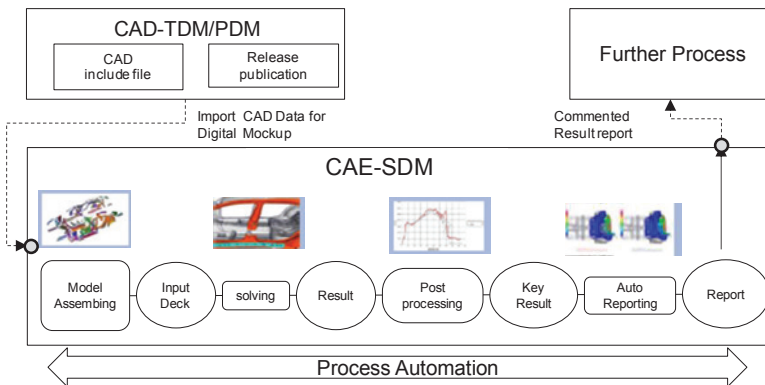 CAD-TDM/PDM
CAD
include file
Release
publication
Further Process
Import CAD Data for
Digital Mockup
Commented
Result report
CAE-SDM
Model
Assembing
Input
Deck
solving
Result
Post
processing
Key
Result
Auto
Reporting
Report
Process Automation